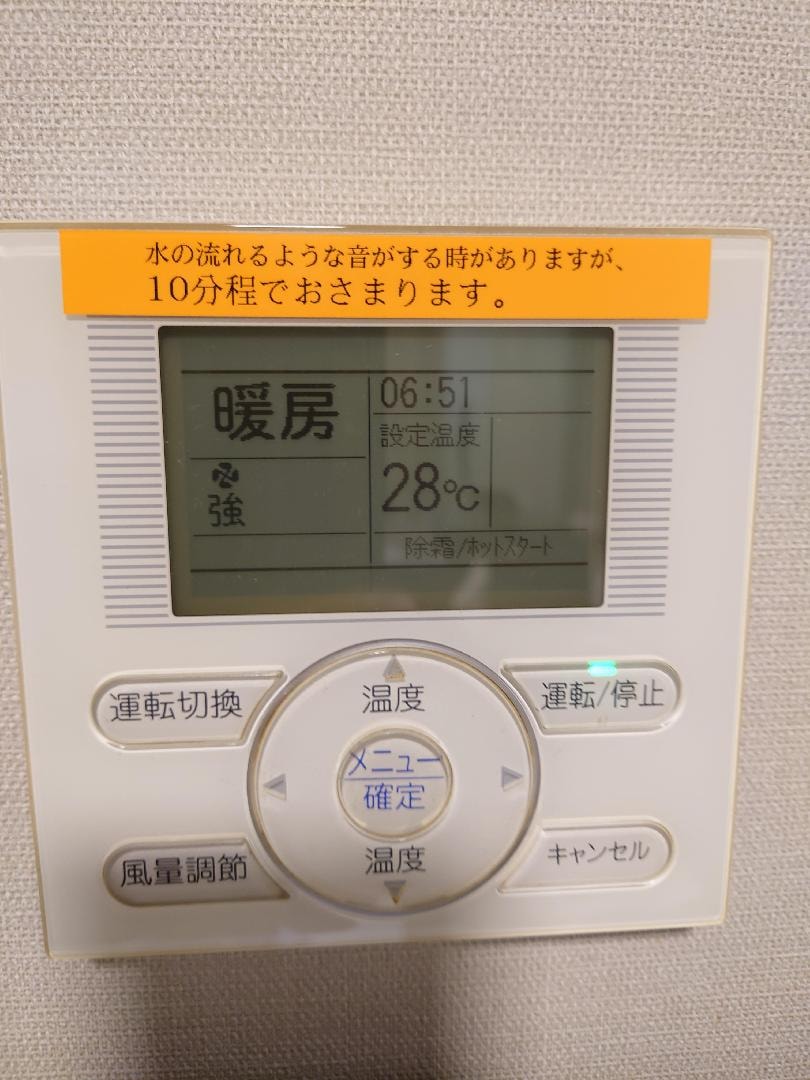 水の流れるような音がする時がありますが、
10分程でおさまります。
暖房
06:51
設定温度
強
28℃
除霜/ホットスタート
運転切換
温度
運転/停止
メニュー
確定
風量調節
温度
キャンセル